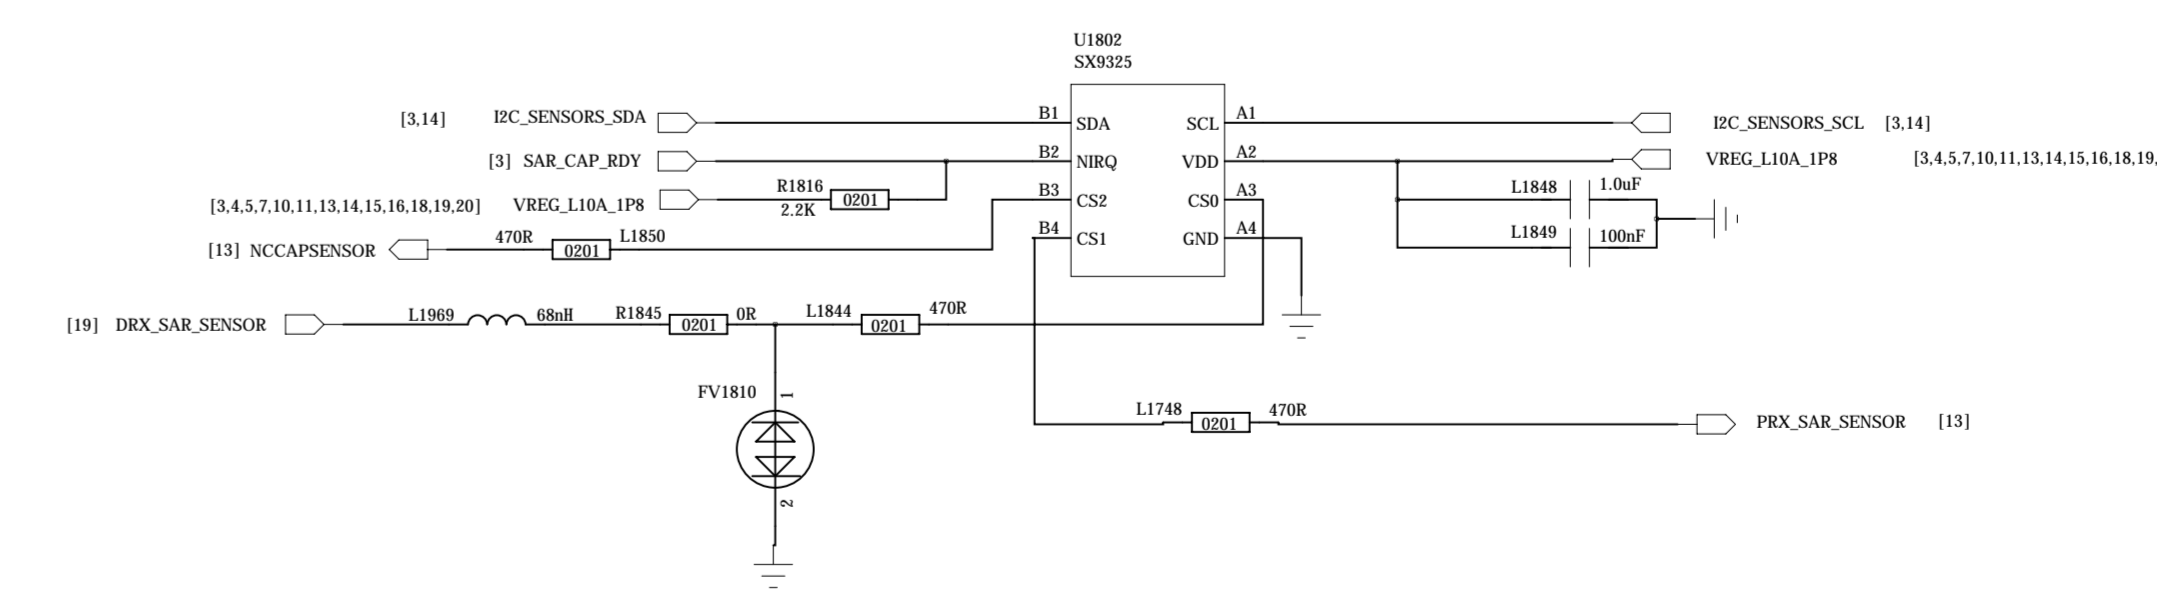 U1802
SX9325
[3,14] I2C_SENSORS_SDA B1 SDA SCL A1 I2C_SENSORS_SCL [3,14]
[3] SAR_CAP_RDY B2 NIRQ VDD A2 VREG_L10A_1P8 [3,4,5,7,10,11,13,14,15,16,18,19,
[3,4,5,7,10,11,13,14,15,16,18,19,20] VREG_L10A_1P8 R1816 2.2K 0201 B3 CS2 CS0 A3 L1848 1.0uF
[13] NCCAPSENSOR 470R 0201 L1850 B4 CS1 GND A4 L1849 100nF
[19] DRX_SAR_SENSOR L1969 68nH R1845 0201 0R L1844 0201 470R
FV1810 1
L1748 0201 470R PRX_SAR_SENSOR [13]
2